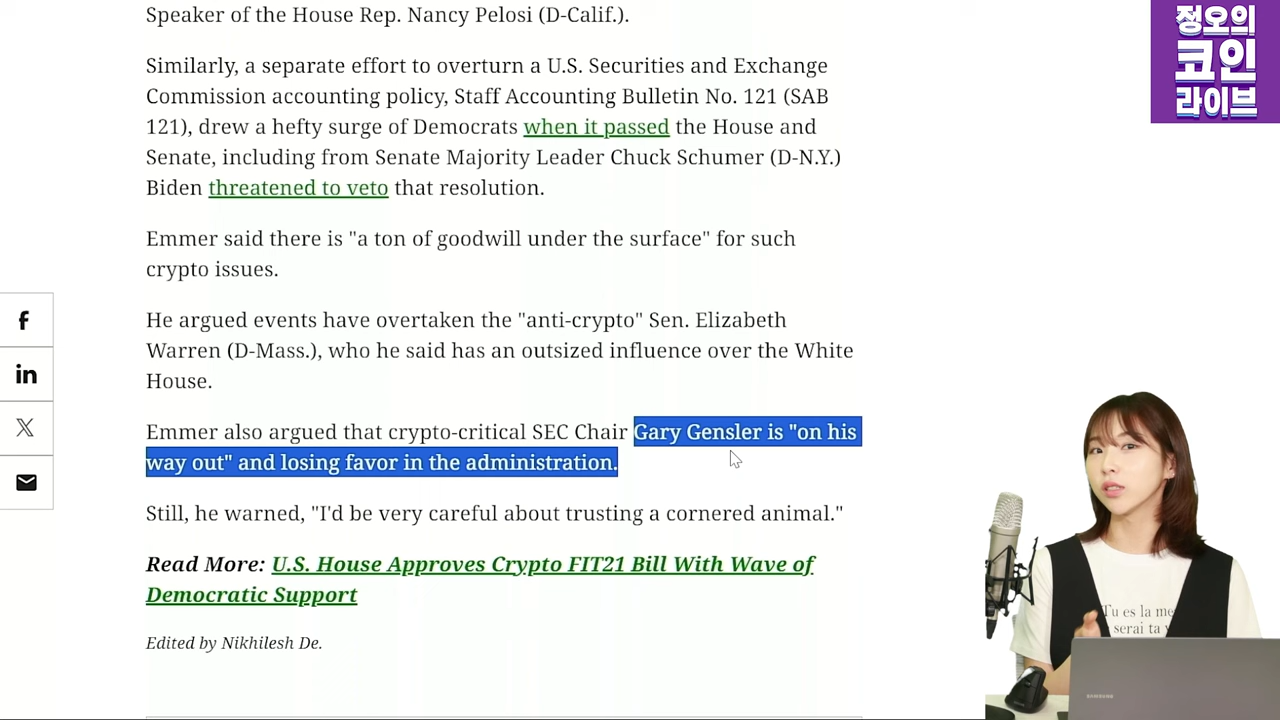 Speaker of the House Rep. Nancy Pelosi (D-Calif.).
정오의
코인
라이브
Similarly, a separate effort to overturn a U.S. Securities and Exchange
Commission accounting policy, Staff Accounting Bulletin No. 121 (SAB
121), drew a hefty surge of Democrats when it passed the House and
Senate, including from Senate Majority Leader Chuck Schumer (D-N.Y.)
Biden threatened to veto that resolution.
Emmer said there is "a ton of goodwill under the surface" for such
crypto issues.
He argued events have overtaken the "anti-crypto" Sen. Elizabeth
Warren (D-Mass.), who he said has an outsized influence over the White
House.
Emmer also argued that crypto-critical SEC Chair Gary Gensler is "on his
way out" and losing favor in the administration.
Still, he warned, "I'd be very careful about trusting a cornered animal."
Read More: U.S. House Approves Crypto FIT21 Bill With Wave of
Democratic Support
Edited by Nikhilesh De.
f
in
X
Tu es la
serai ta
SAMSUNG